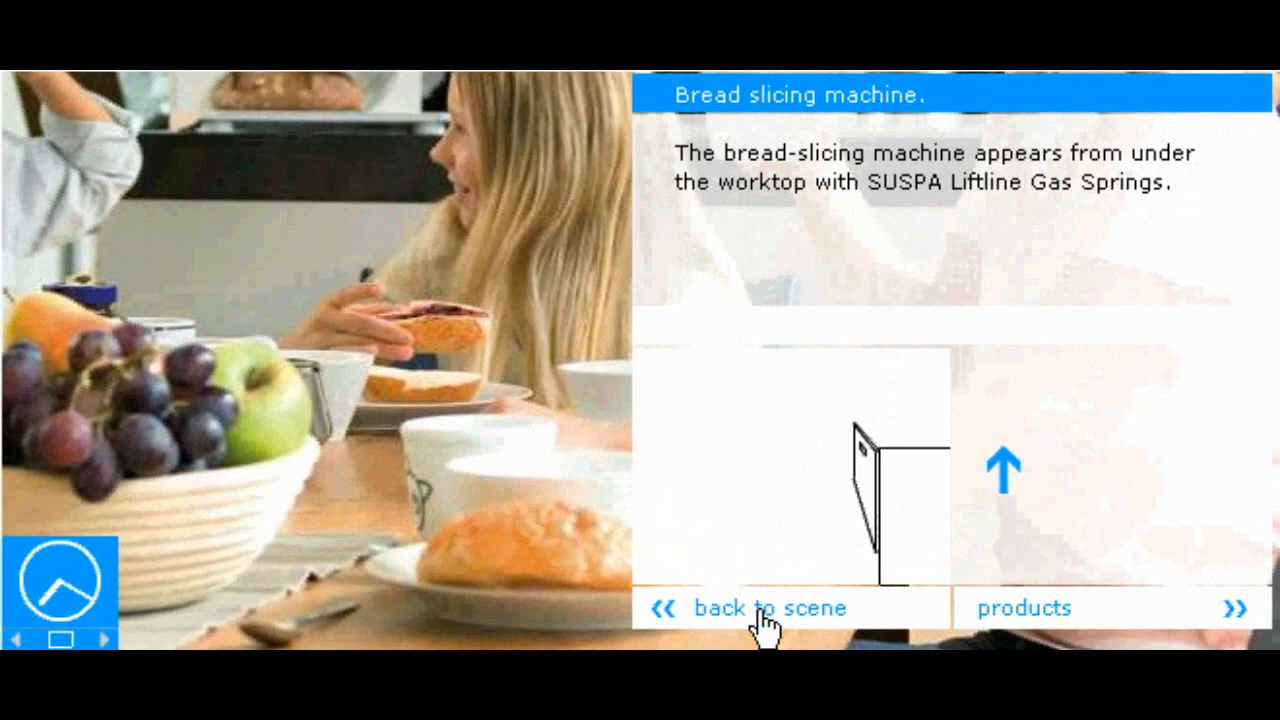 Bread slicing machine.
The bread-slicing machine appears from under
the worktop with SUSPA Liftline Gas Springs.
« back to scene
products »